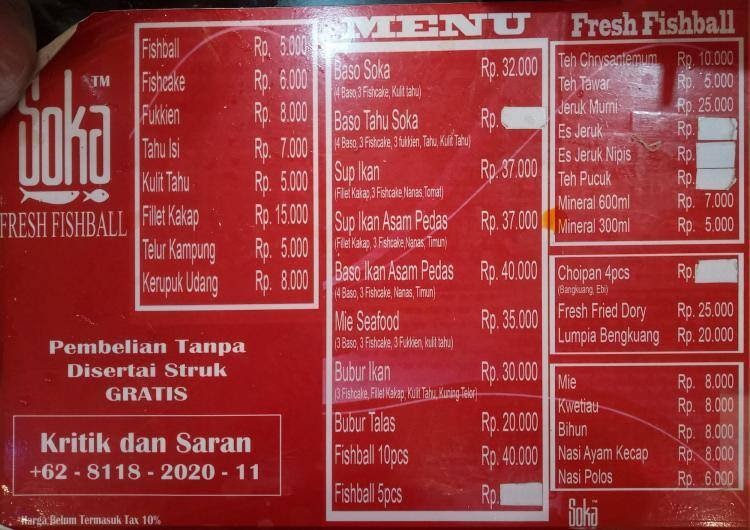 Soka TM
FRESH FISHBALL
Fishball Rp, 5.000
Fishcake Rp, 6.000
Fukkien Rp, 8.000
Tahu Isi Rp, 7.000
Kulit Tahu Rp, 5.000
Fillet Kakap Rp, 15.000
Telur Kampung Rp, 5.000
Kerupuk Udang Rp, 8.000
Pembelian Tanpa
Disertai Struk
GRATIS
Kritik dan Saran
+62 - 8118 - 2020 - 11
Harga Belum Termasuk Tax 10%
MENU
Baso Soka Rp. 32.000
(4 Baso,3 Fishcake, Kulit tahu)
Baso Tahu Soka Rp.
(4 Baso, 3 Fishcake, 3 fukkien, Tahu, Kulit Tahu)
Sup Ikan Rp. 37.000
(Fillet Kakap,3 Fishcake,Nanas,Tomat)
Sup Ikan Asam Pedas Rp. 37.000
(Fillet Kakap, 3 Fishcake,Nanas, Timun)
Baso Ikan Asam Pedas Rp. 40.000
(4 Baso, 3 Fishcake, Nanas, Timun)
Mie Seafood Rp. 35.000
(3 Baso, 3 Fishcake, 3 Fukkien, kulit tahu)
Bubur Ikan Rp. 30.000
(3 Fishcake, Fillet Kakap, Kulit Tahu, Kuning Telor)
Bubur Talas Rp. 20.000
Fishball 10pcs Rp. 40.000
Fishball 5pcs Rp.
Fresh Fishball
Teh Chrysantemum Rp. 10.000
Teh Tawar Rp. 5.000
Jeruk Murni Rp. 25.000
Es Jeruk Rp.
Es Jeruk Nipis Rp.
Teh Pucuk Rp.
Mineral 600ml Rp. 7.000
Mineral 300ml Rp. 5.000
Choipan 4pcs Rp.
(Bangkuang, Ebi)
Fresh Fried Dory Rp. 25.000
Lumpia Bengkuang Rp. 20.000
Mie Rp. 8.000
Kwetiau Rp. 8.000
Bihun Rp. 8.000
Nasi Ayam Kecap Rp. 8.000
Nasi Polos Rp. 6.000
Soka